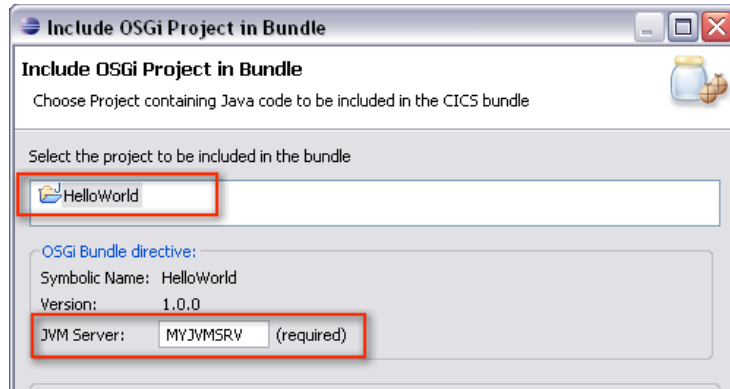 Include OSGi Project in Bundle
Include OSGi Project in Bundle
Choose Project containing Java code to be included in the CICS bundle
Select the project to be included in the bundle
HelloWorld
OSGi Bundle directive:
Symbolic Name: HelloWorld
Version: 1.0.0
JVM Server: MYJVMSRV (required)